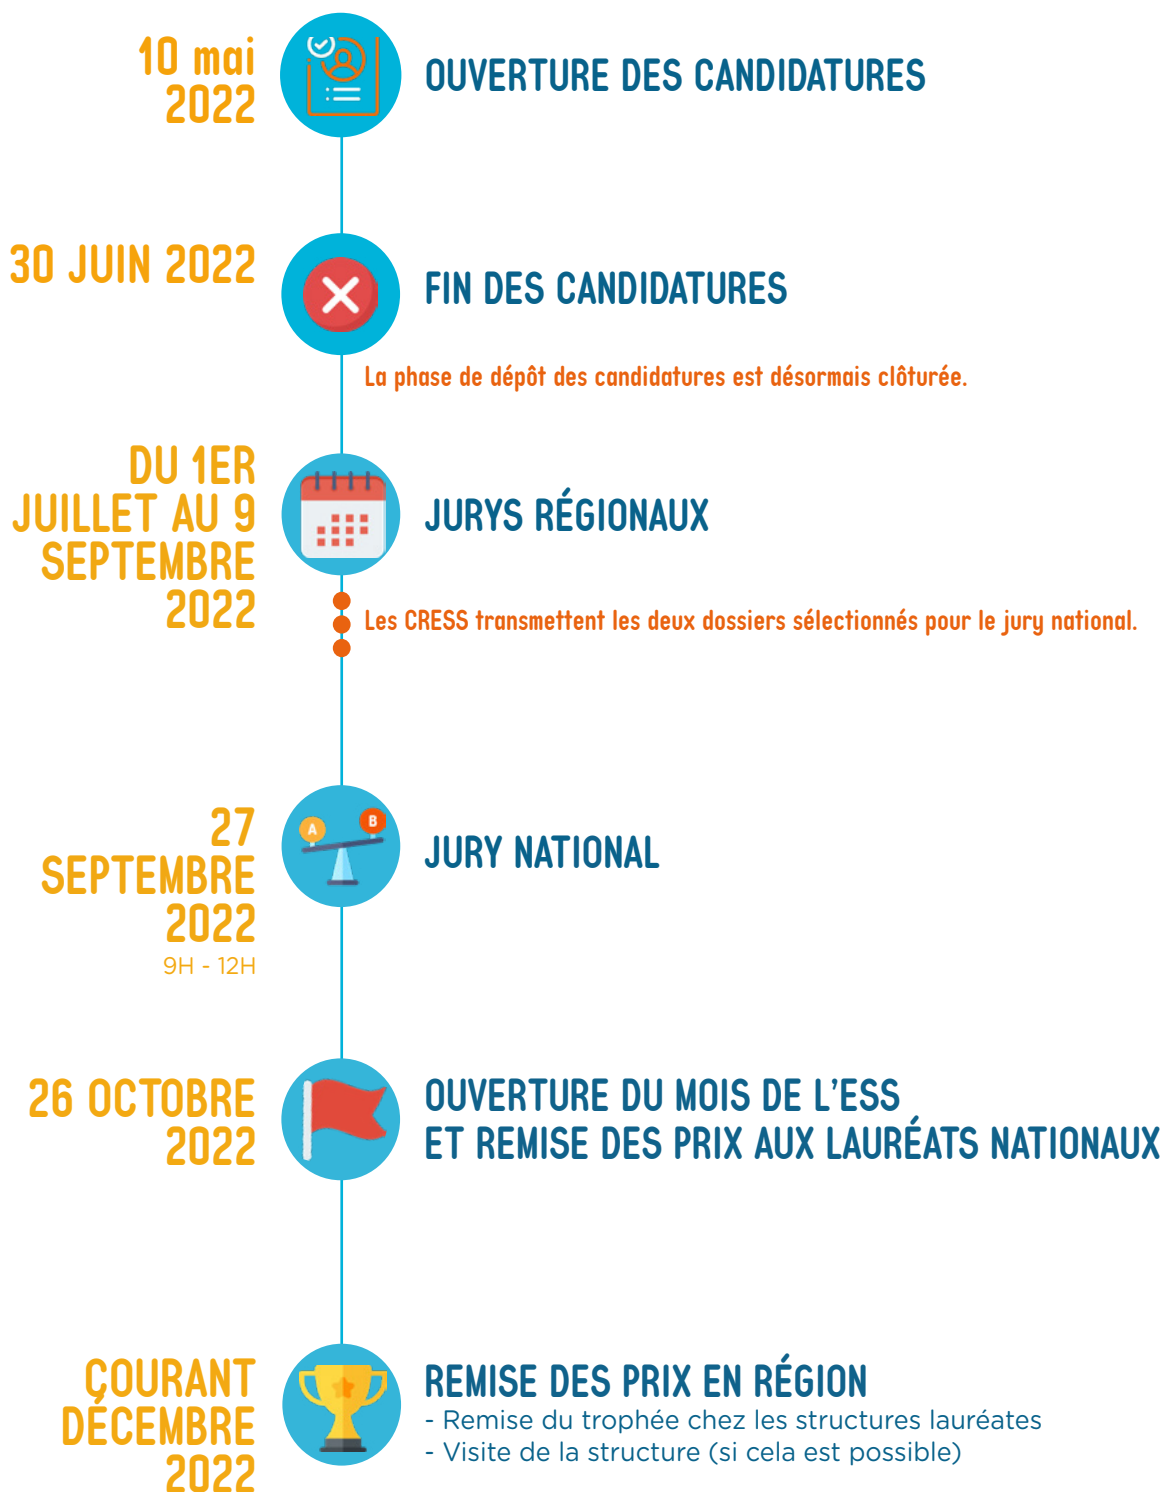 10 mai
2022
OUVERTURE DES CANDIDATURES
30 JUIN 2022
FIN DES CANDIDATURES
La phase de dépôt des candidatures est désormais clôturée.
DU 1ER
JUILLET AU 9
SEPTEMBRE
2022
JURYS RÉGIONAUX
Les CRESS transmettent les deux dossiers sélectionnés pour le jury national.
27
SEPTEMBRE
2022
9H - 12H
A
B
JURY NATIONAL
26 OCTOBRE
2022
OUVERTURE DU MOIS DE L'ESS
ET REMISE DES PRIX AUX LAURÉATS NATIONAUX
COURANT
DÉCEMBRE
2022
REMISE DES PRIX EN RÉGION
- Remise du trophée chez les structures lauréates
- Visite de la structure (si cela est possible)